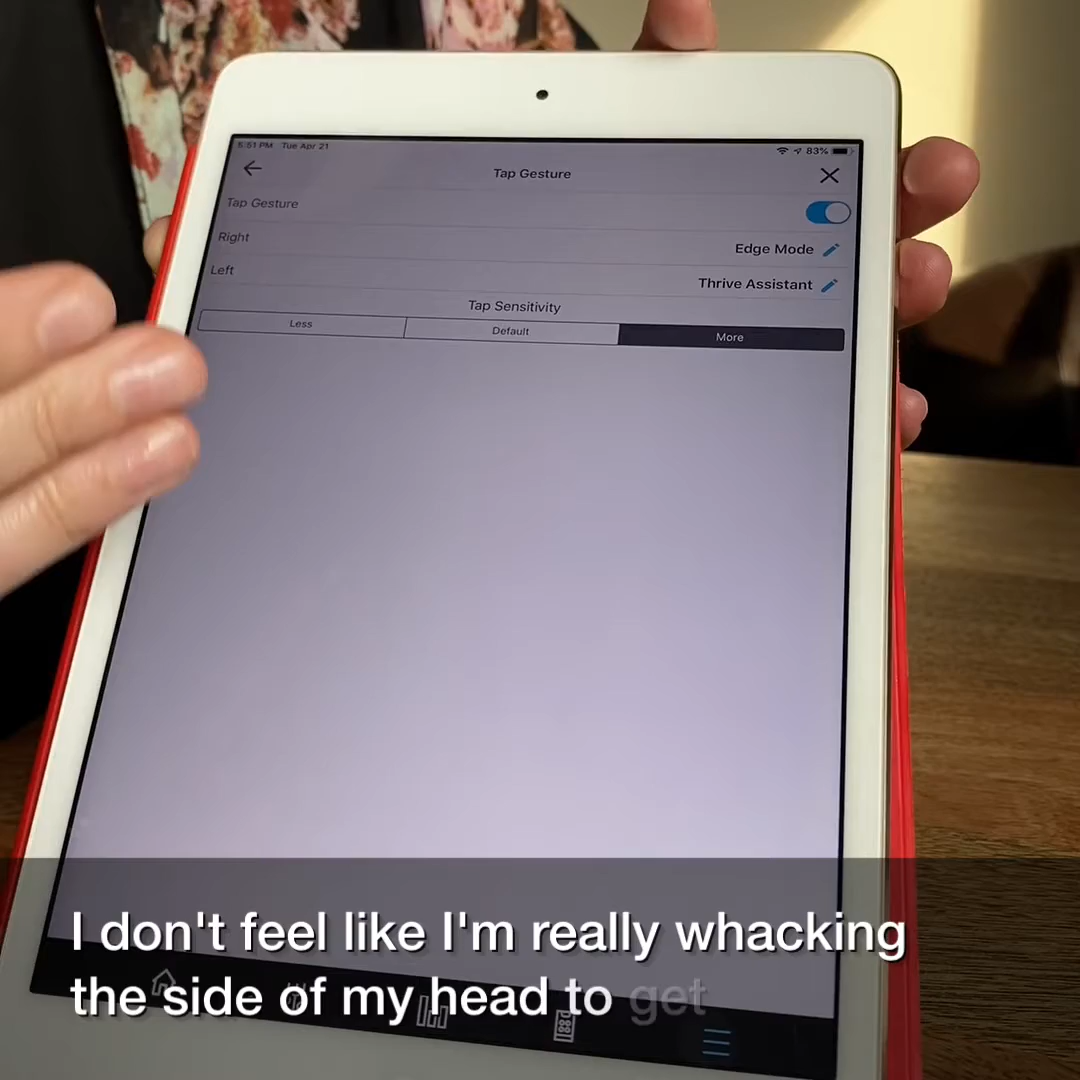 5:51 PM Tue Apr 21
83%
Tap Gesture
Tap Gesture
Right
Edge Mode
Left
Thrive Assistant
Tap Sensitivity
Less
Default
More
I don't feel like I'm really whacking
the side of my head to get